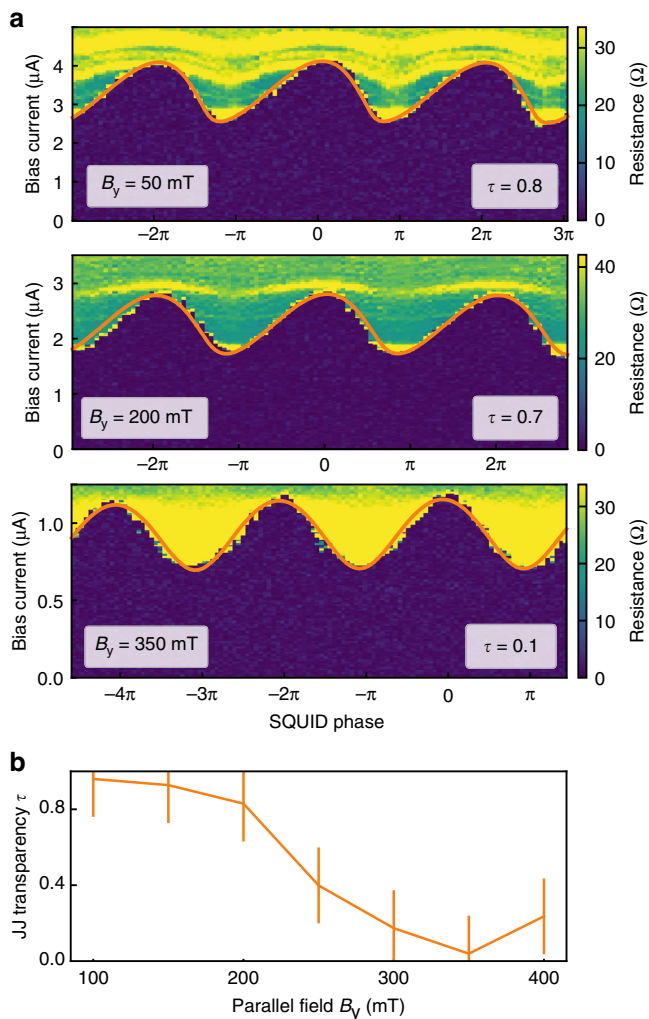 a
Bias current (μA)
4
3
2
1
0
B_y = 50 mT
τ = 0.8
−2π
−π
0
π
2π
3π
30
20
10
0
Resistance (Ω)
Bias current (μA)
3
2
1
0
B_y = 200 mT
τ = 0.7
−2π
−π
0
π
2π
40
20
0
Resistance (Ω)
Bias current (μA)
1.0
0.5
0.0
B_y = 350 mT
τ = 0.1
−4π
−3π
−2π
−π
0
π
SQUID phase
30
20
10
0
Resistance (Ω)
b
JJ transparency τ
0.8
0.4
0.0
100
200
300
400
Parallel field B_y (mT)